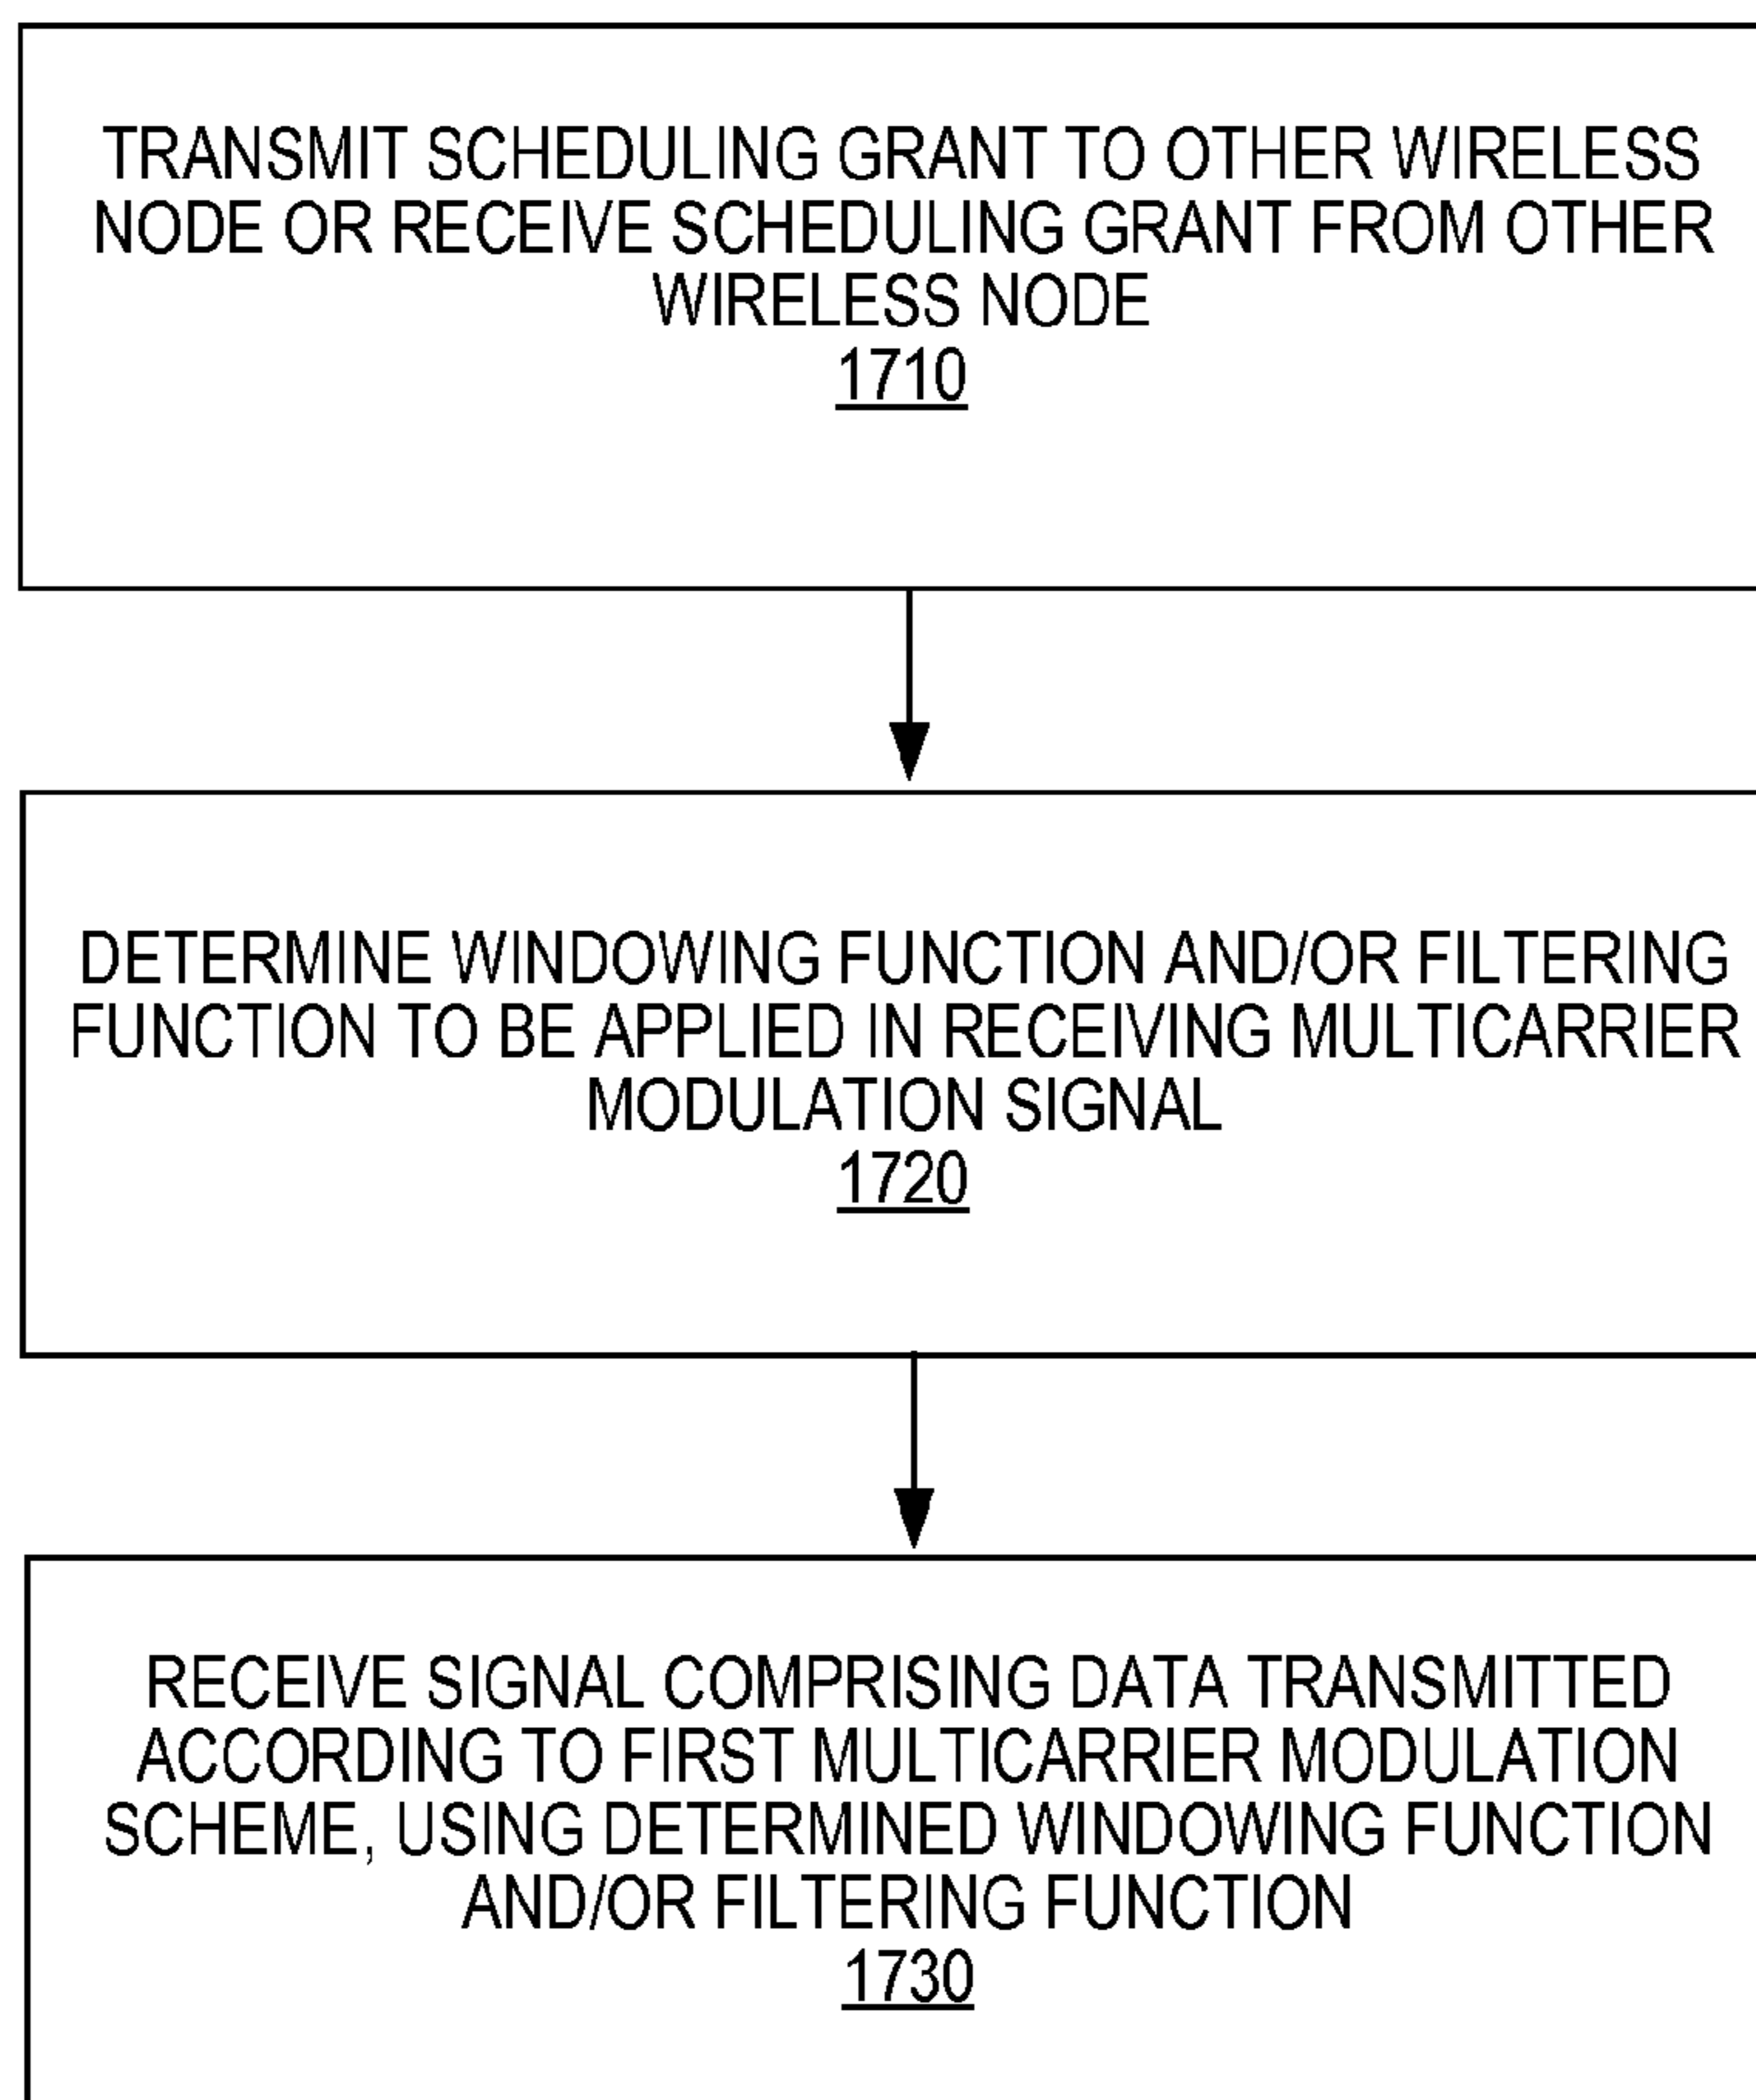 TRANSMIT SCHEDULING GRANT TO OTHER WIRELESS
NODE OR RECEIVE SCHEDULING GRANT FROM OTHER
WIRELESS NODE
1710
DETERMINE WINDOWING FUNCTION AND/OR FILTERING
FUNCTION TO BE APPLIED IN RECEIVING MULTICARRIER
MODULATION SIGNAL
1720
RECEIVE SIGNAL COMPRISING DATA TRANSMITTED
ACCORDING TO FIRST MULTICARRIER MODULATION
SCHEME, USING DETERMINED WINDOWING FUNCTION
AND/OR FILTERING FUNCTION
1730